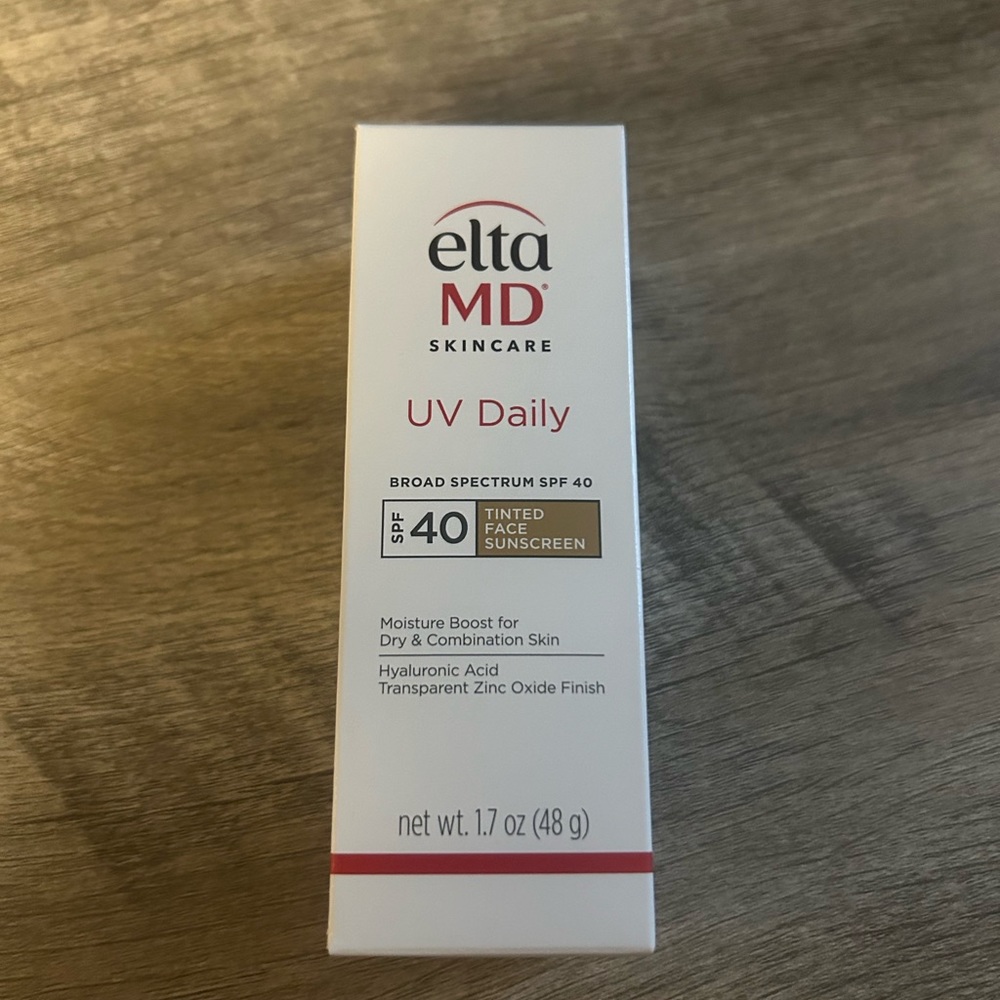 elta
MD®
SKINCARE
UV Daily
BROAD SPECTRUM SPF 40
SPF 40
TINTED
FACE
SUNSCREEN
Moisture Boost for
Dry & Combination Skin
Hyaluronic Acid
Transparent Zinc Oxide Finish
net wt. 1.7 oz (48 g)